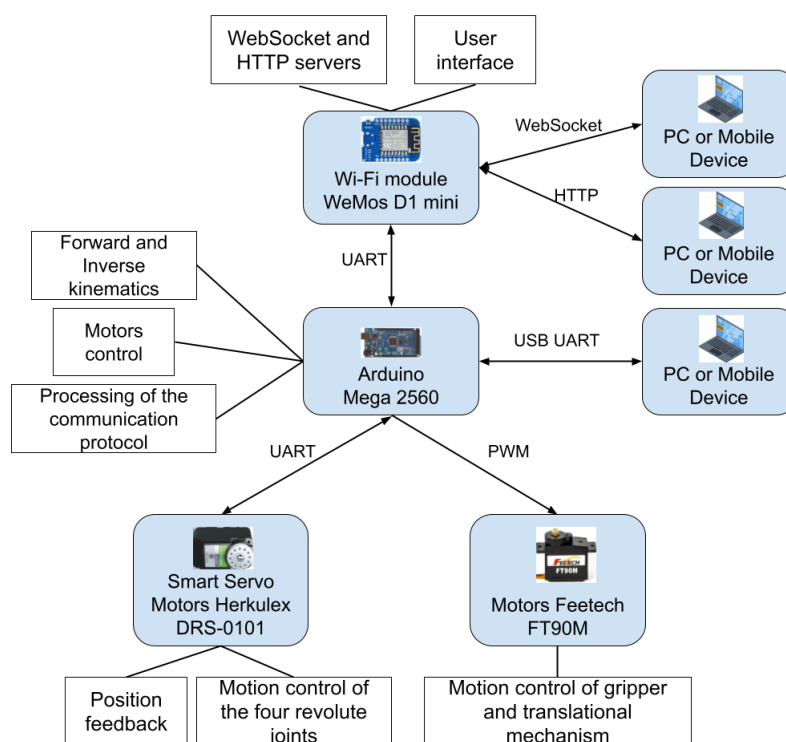 WebSocket and
HTTP servers
User
interface
Wi-Fi module
WeMos D1 mini
WebSocket
HTTP
PC or Mobile
Device
PC or Mobile
Device
UART
Forward and
Inverse
kinematics
Motors
control
Processing of the
communication
protocol
Arduino
Mega 2560
USB UART
PC or Mobile
Device
UART
PWM
Smart Servo
Motors Herkulex
DRS-0101
FEETECH
FT90M
Motors Feetech
FT90M
Position
feedback
Motion control of
the four revolute
joints
Motion control of gripper
and translational
mechanism